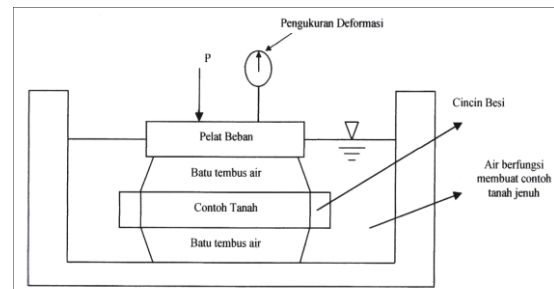 Pengukuran Deformasi
P
Cincin Besi
Pelat Beban
Batu tembus air
Air berfungsi
membuat contoh
tanah jenuh
Contoh Tanah
Batu tembus air